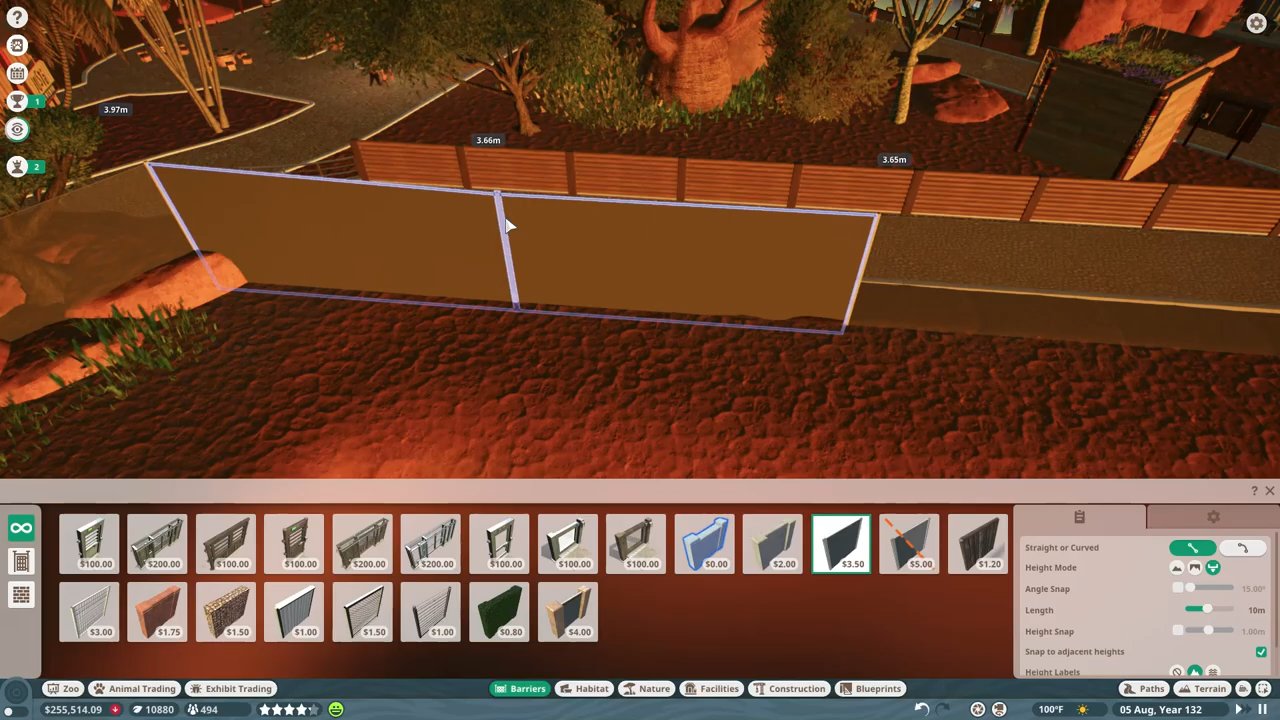 ?
1
2
3.97m
3.66m
3.65m
? ×
$100.00 $200.00 $100.00 $100.00 $200.00 $200.00 $100.00 $100.00 $100.00 $0.00 $2.00 $3.50 $5.00 $1.20
$3.00 $1.75 $1.50 $1.00 $1.50 $1.00 $0.80 $4.00
Straight or Curved
Height Mode
Angle Snap 15.00°
Length 10m
Height Snap 1.00m
Snap to adjacent heights
Height Labels
Zoo Animal Trading Exhibit Trading Barriers Habitat Nature Facilities Construction Blueprints Paths Terrain
$255,514.09 10880 494 100°F 05 Aug, Year 132